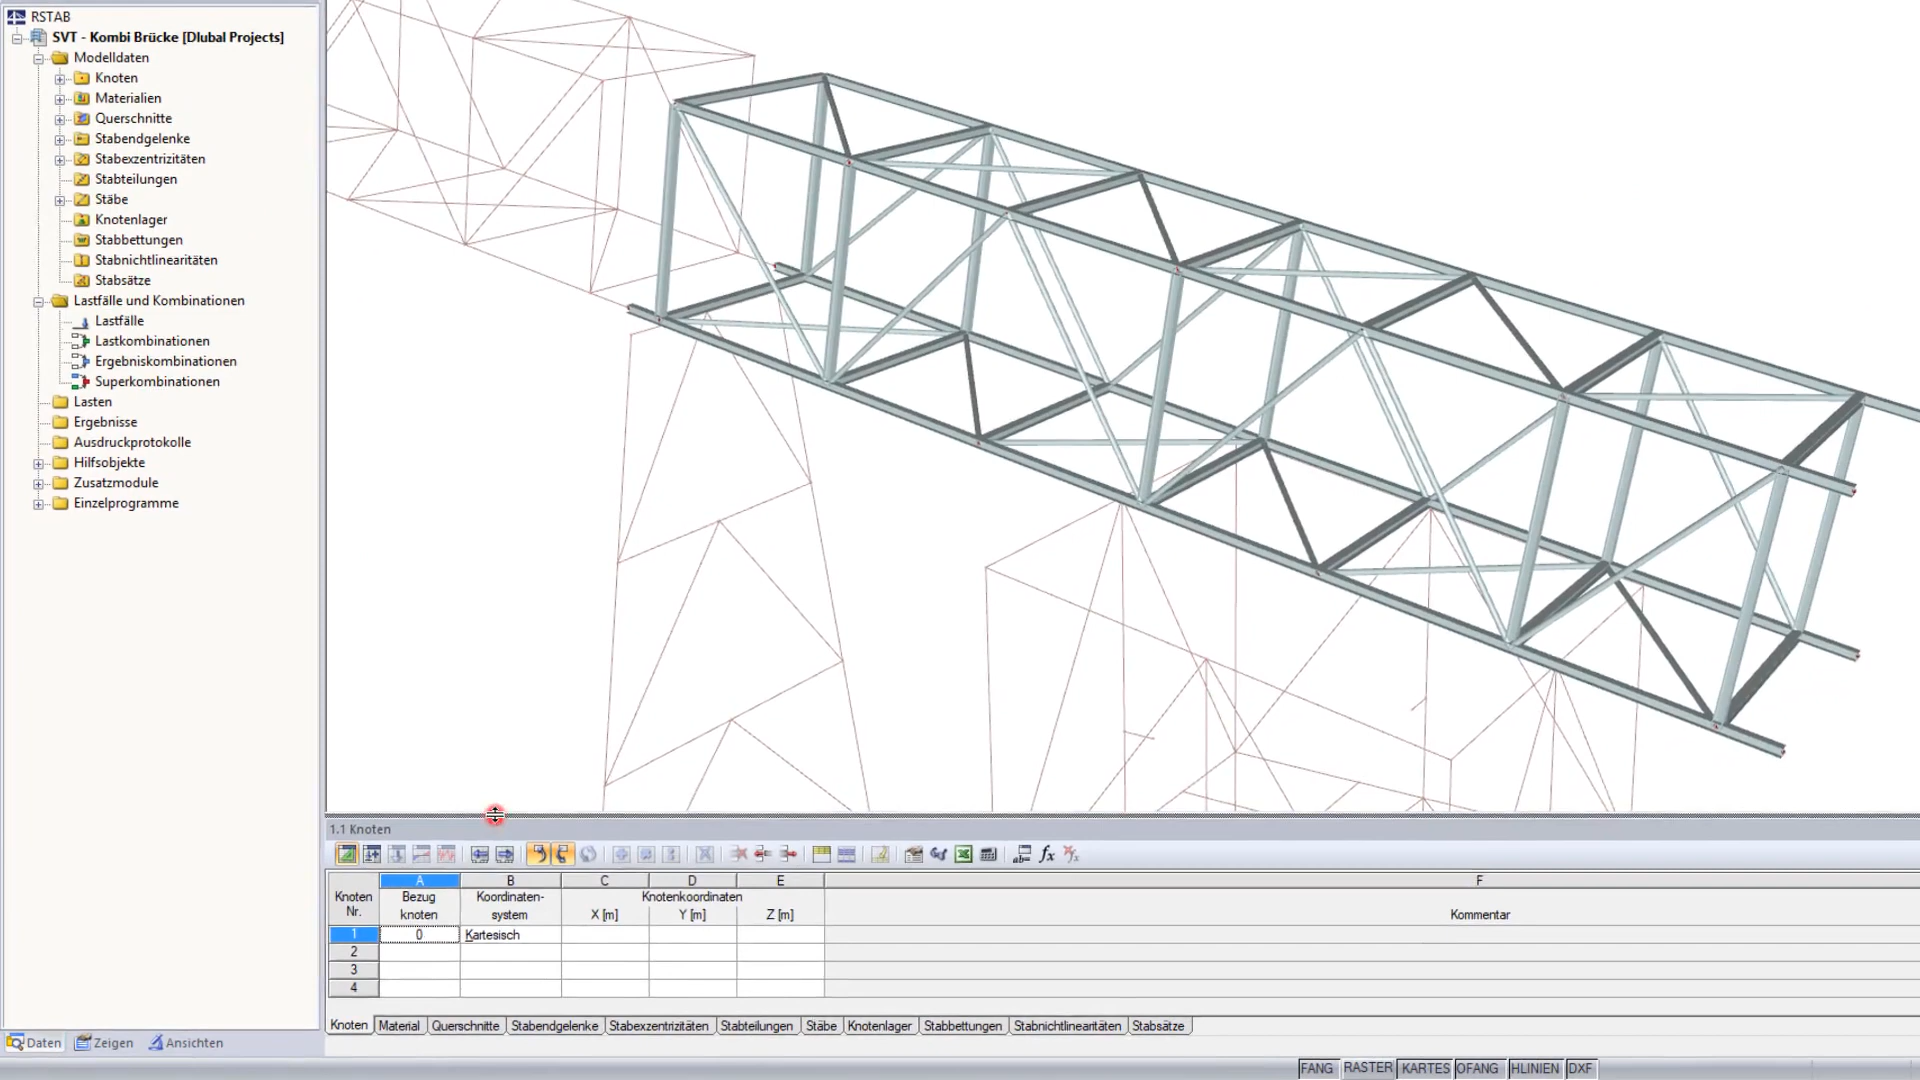 RSTAB
SVT - Kombi Brücke [Dlubal Projects]
Modelldaten
Knoten
Materialien
Querschnitte
Stabendgelenke
Stabexzentrizitäten
Stabteilungen
Stäbe
Knotenlager
Stabbettungen
Stabnichtlinearitäten
Stabsätze
Lastfälle und Kombinationen
Lastfälle
Lastkombinationen
Ergebniskombinationen
Superkombinationen
Lasten
Ergebnisse
Ausdruckprotokolle
Hilfsobjekte
Zusatzmodule
Einzelprogramme
Daten Zeigen Ansichten
1.1 Knoten
A B C D E F
Knoten Nr. Bezug knoten Koordinaten- system Knotenkoordinaten
X [m] Y [m] Z [m] Kommentar
1 0 Kartesisch
2
3
4
Knoten Material Querschnitte Stabendgelenke Stabexzentrizitäten Stabteilungen Stäbe Knotenlager Stabbettungen Stabnichtlinearitäten Stabsätze
FANG RASTER KARTES OFANG HLINIEN DXF